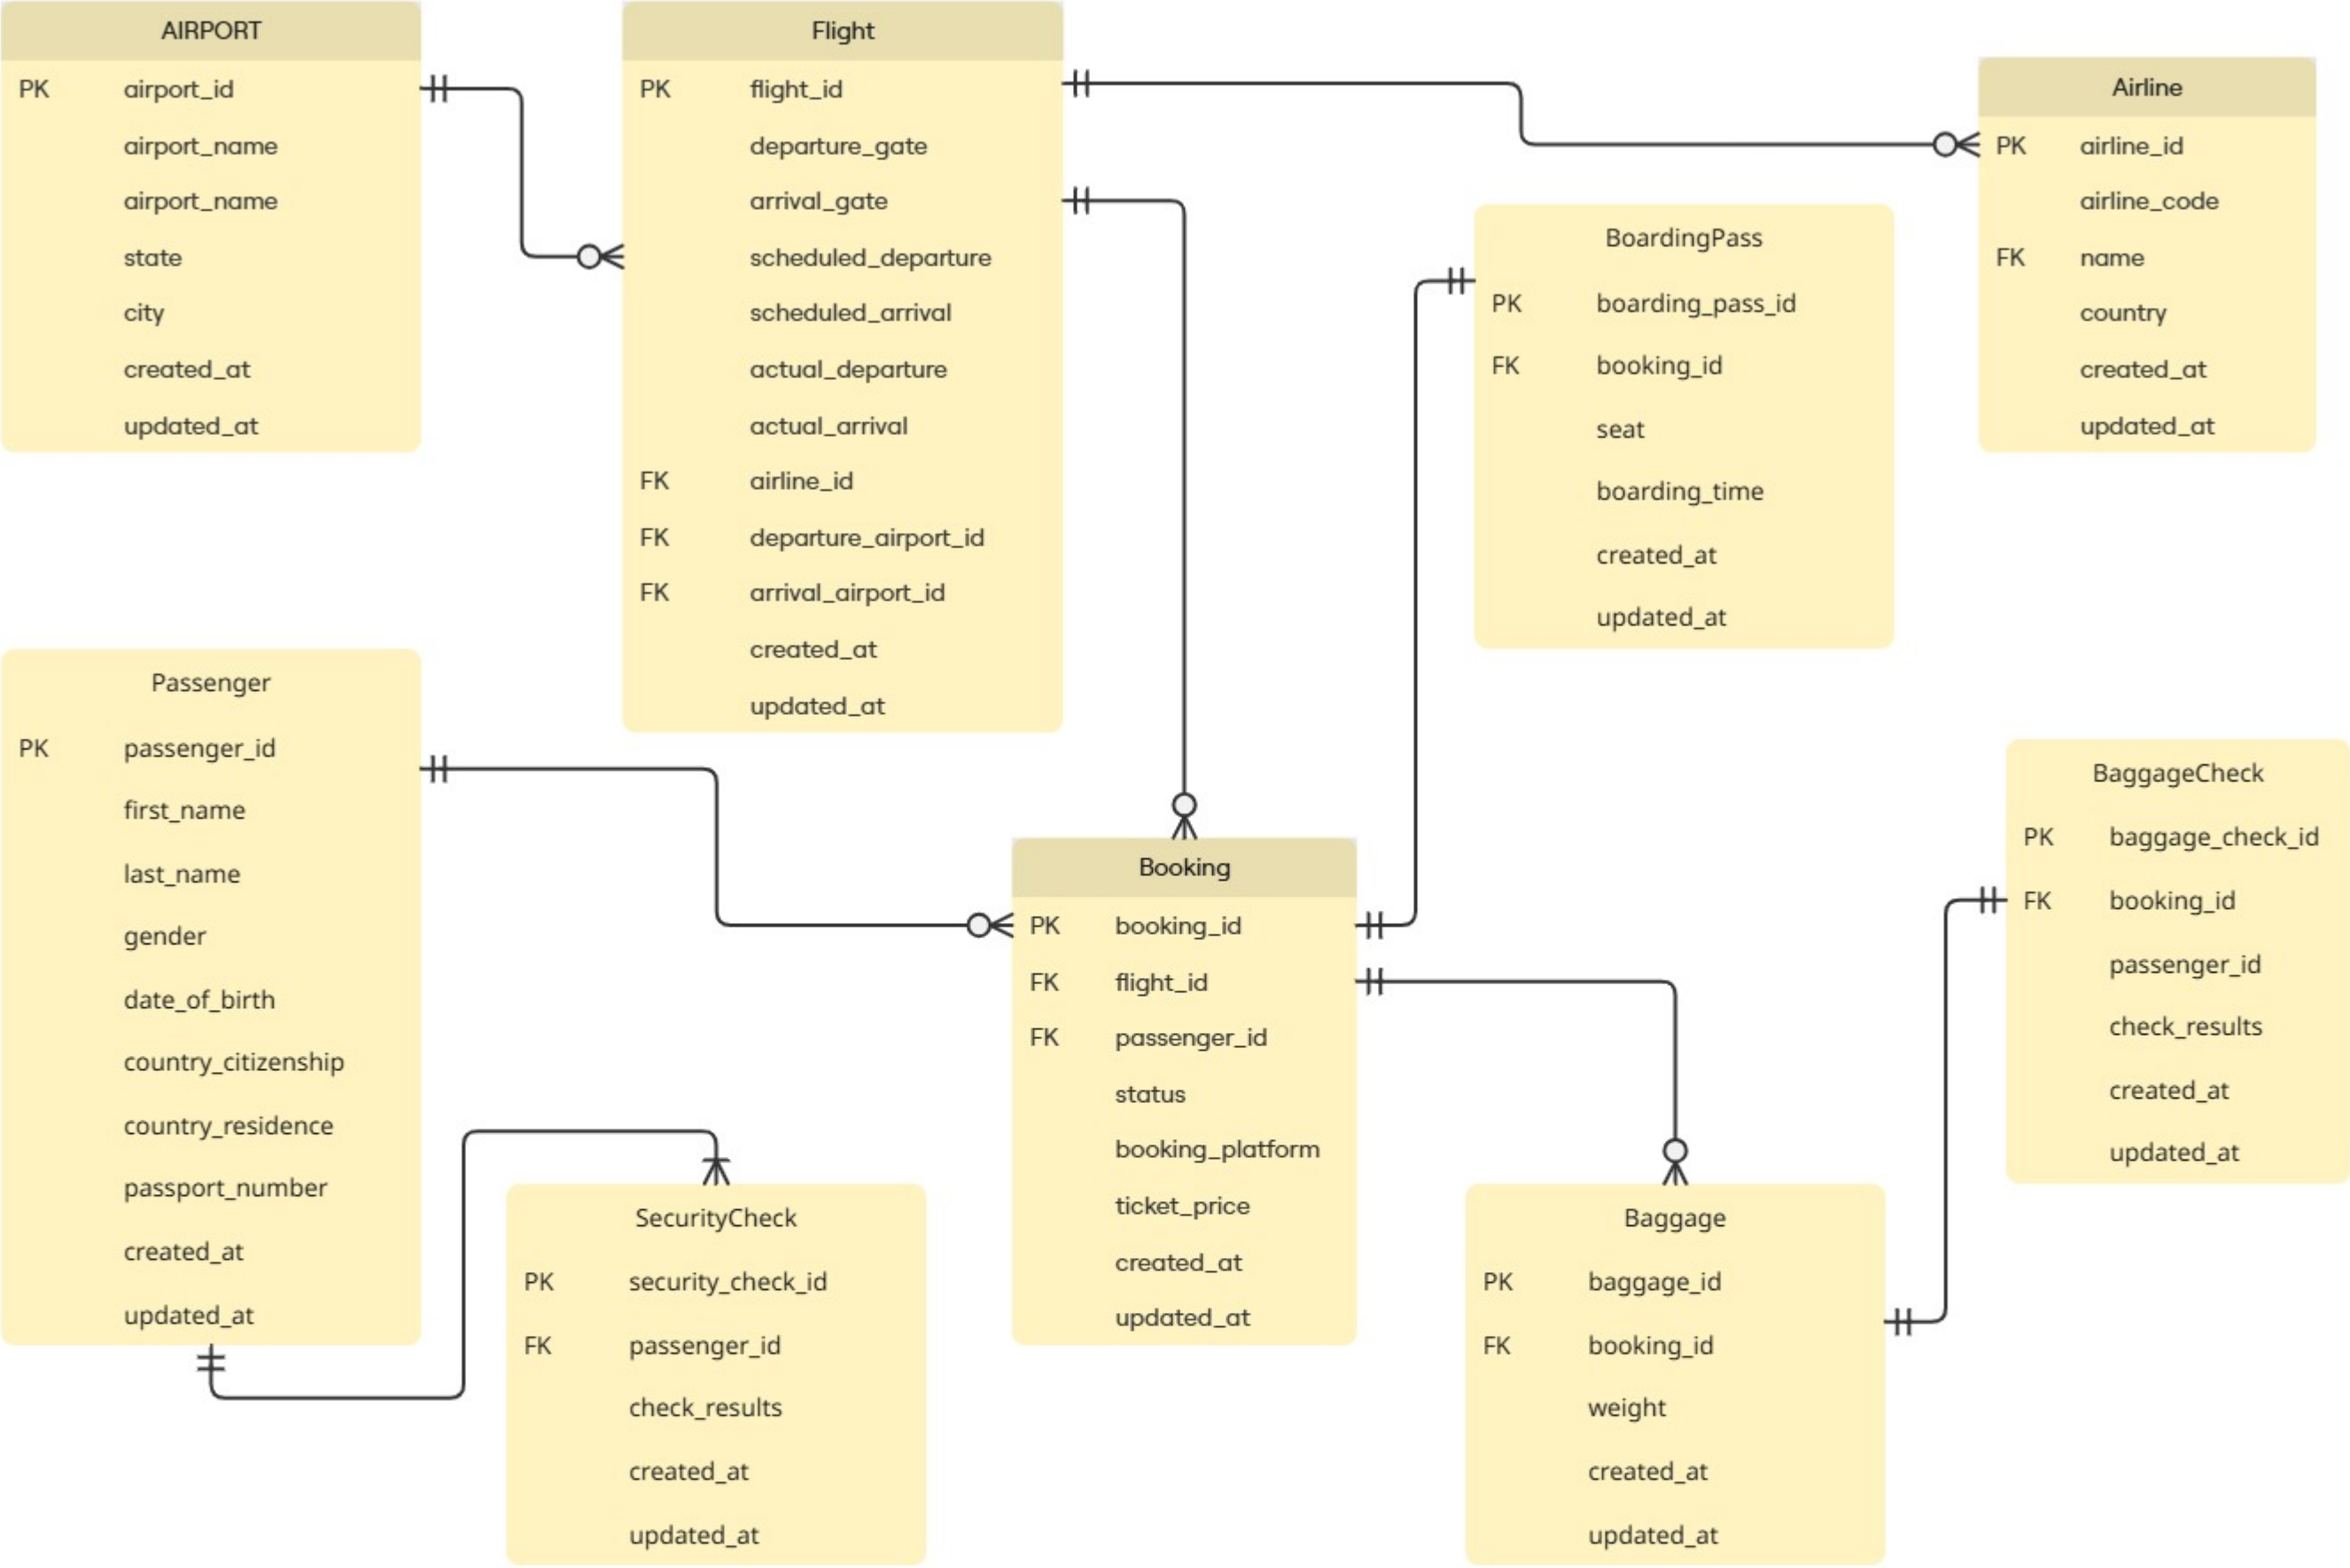 AIRPORT
PK airport_id
airport_name
airport_name
state
city
created_at
updated_at
Flight
PK flight_id
departure_gate
arrival_gate
scheduled_departure
scheduled_arrival
actual_departure
actual_arrival
FK airline_id
FK departure_airport_id
FK arrival_airport_id
created_at
updated_at
Airline
PK airline_id
airline_code
FK name
country
created_at
updated_at
BoardingPass
PK boarding_pass_id
FK booking_id
seat
boarding_time
created_at
updated_at
Passenger
PK passenger_id
first_name
last_name
gender
date_of_birth
country_citizenship
country_residence
passport_number
created_at
updated_at
SecurityCheck
PK security_check_id
FK passenger_id
check_results
created_at
updated_at
Booking
PK booking_id
FK flight_id
FK passenger_id
status
booking_platform
ticket_price
created_at
updated_at
Baggage
PK baggage_id
FK booking_id
weight
created_at
updated_at
BaggageCheck
PK baggage_check_id
FK booking_id
passenger_id
check_results
created_at
updated_at